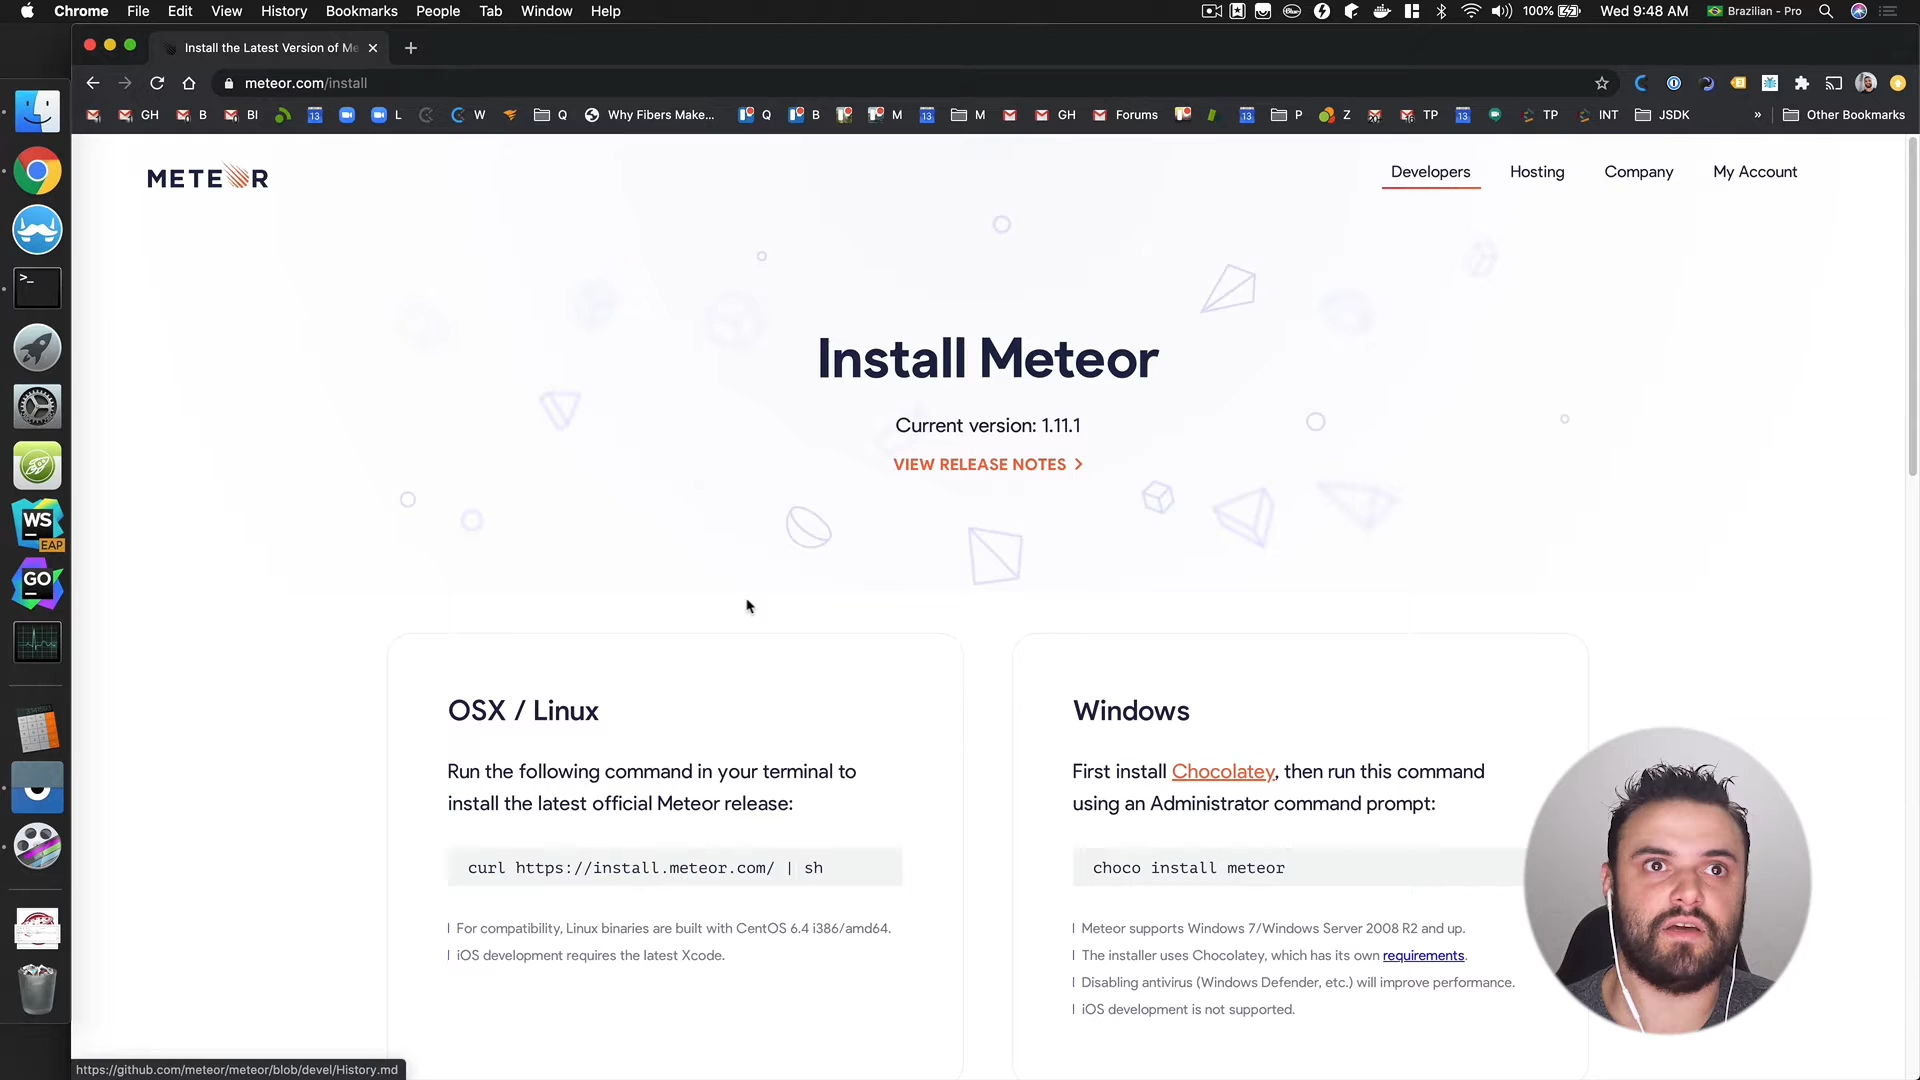 Chrome File Edit View History Bookmarks People Tab Window Help
100% Wed 9:48 AM Brazilian - Pro
Install the Latest Version of Me
meteor.com/install
GH B BI L W Q Why Fibers Make... Q B M M GH Forums P Z TP TP INT JSDK » Other Bookmarks
METEOR
Developers Hosting Company My Account
Install Meteor
Current version: 1.11.1
VIEW RELEASE NOTES >
WS
EAP
GO
OSX / Linux
Run the following command in your terminal to
install the latest official Meteor release:
curl https://install.meteor.com/ | sh
For compatibility, Linux binaries are built with CentOS 6.4 i386/amd64.
iOS development requires the latest Xcode.
Windows
First install Chocolatey, then run this command
using an Administrator command prompt:
choco install meteor
Meteor supports Windows 7/Windows Server 2008 R2 and up.
The installer uses Chocolatey, which has its own requirements.
Disabling antivirus (Windows Defender, etc.) will improve performance.
iOS development is not supported.
https://github.com/meteor/meteor/blob/devel/History.md